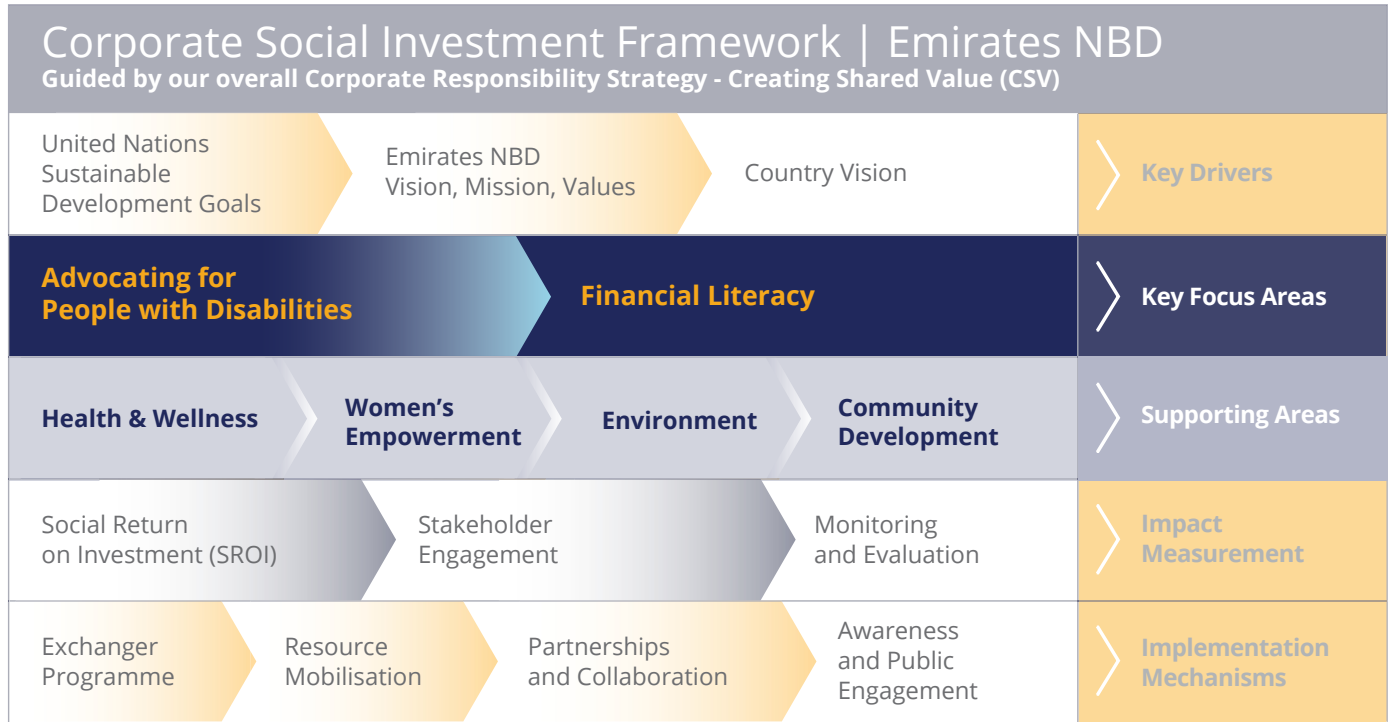 Corporate Social Investment Framework | Emirates NBD
Guided by our overall Corporate Responsibility Strategy - Creating Shared Value (CSV)
United Nations
Sustainable
Development Goals
Emirates NBD
Vision, Mission, Values
Country Vision
Key Drivers
Advocating for
People with Disabilities
Financial Literacy
Key Focus Areas
Health & Wellness
Women's
Empowerment
Environment
Community
Development
Supporting Areas
Social Return
on Investment (SROI)
Stakeholder
Engagement
Monitoring
and Evaluation
Impact
Measurement
Exchanger
Programme
Resource
Mobilisation
Partnerships
and Collaboration
Awareness
and Public
Engagement
Implementation
Mechanisms